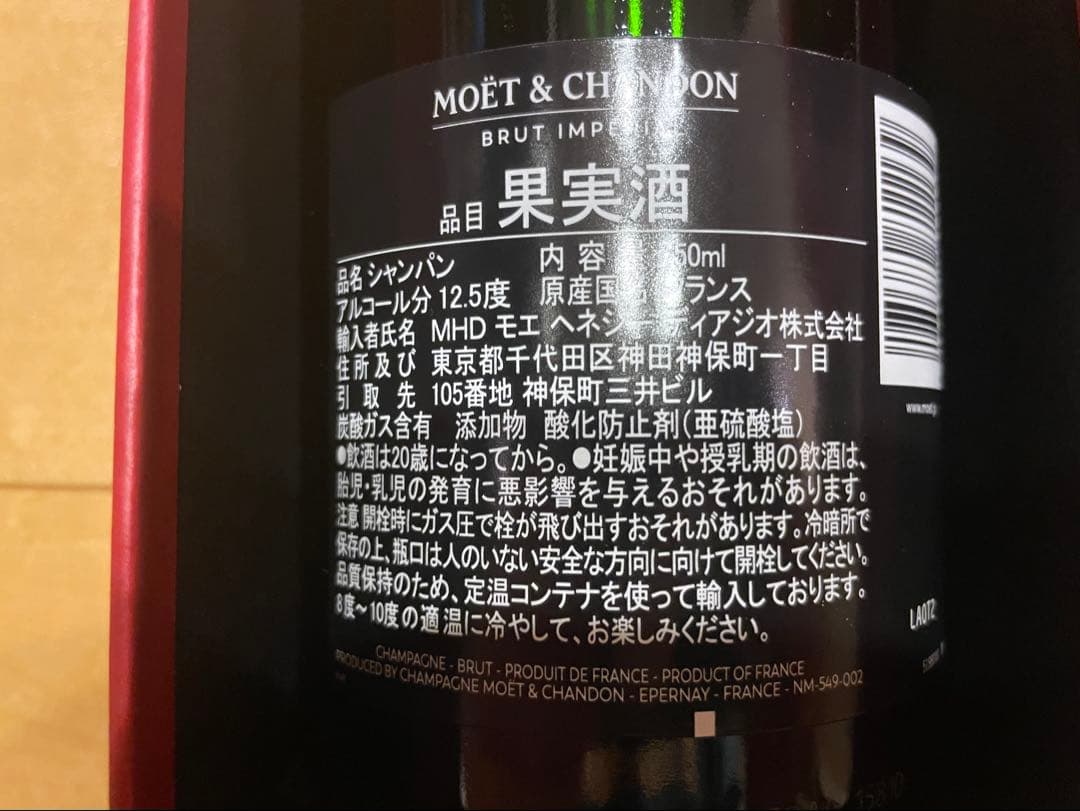 MOËT & CHANDON
BRUT IMPÉRIAL
品目 果実酒
品名 シャンパン 内容 50ml
アルコール分 12.5度 原産国 フランス
輸入者氏名 MHD モエ ヘネシー ディアジオ株式会社
住所及び 東京都千代田区神田神保町一丁目
引取先 105番地 神保町三井ビル
炭酸ガス含有 添加物 酸化防止剤(亜硫酸塩)
●飲酒は20歳になってから。●妊娠中や授乳期の飲酒は、
胎児・乳児の発育に悪影響を与えるおそれがあります。
注意 開栓時にガス圧で栓が飛び出すおそれがあります。冷暗所で
保存の上、瓶口は人のいない安全な方向に向けて開栓してください。
品質保持のため、定温コンテナを使って輸入しております。
8度〜10度の適温に冷やして、お楽しみください。
CHAMPAGNE - BRUT - PRODUIT DE FRANCE - PRODUCT OF FRANCE
PRODUCED BY CHAMPAGNE MOËT & CHANDON - EPERNAY - FRANCE - NM-549-002
www.moet.j
LA0T2